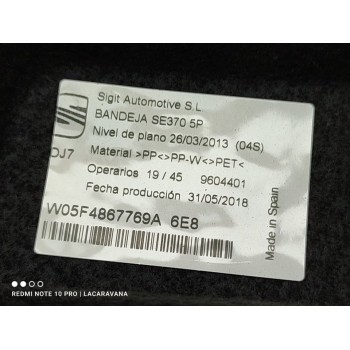 Sigit Automotive S.L.
BANDEJA SE370 5P
Nivel de plano 26/03/2013 (04S)
DJ7
Material >PP<>PP-W<>PET<
Operarios 19 / 45 9604401
Fecha producción 31/05/2018
W05F4867769A 6E8
Made in Spain
REDMI NOTE 10 PRO | LACARAVANA